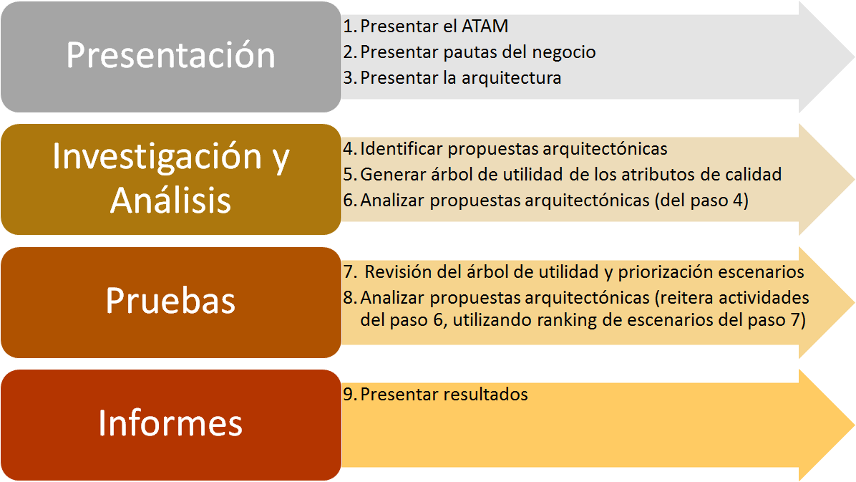 Presentación
1. Presentar el ATAM
2. Presentar pautas del negocio
3. Presentar la arquitectura
Investigación y
Análisis
4. Identificar propuestas arquitectónicas
5. Generar árbol de utilidad de los atributos de calidad
6. Analizar propuestas arquitectónicas (del paso 4)
Pruebas
7. Revisión del árbol de utilidad y priorización escenarios
8. Analizar propuestas arquitectónicas (reitera actividades
del paso 6, utilizando ranking de escenarios del paso 7)
Informes
9. Presentar resultados